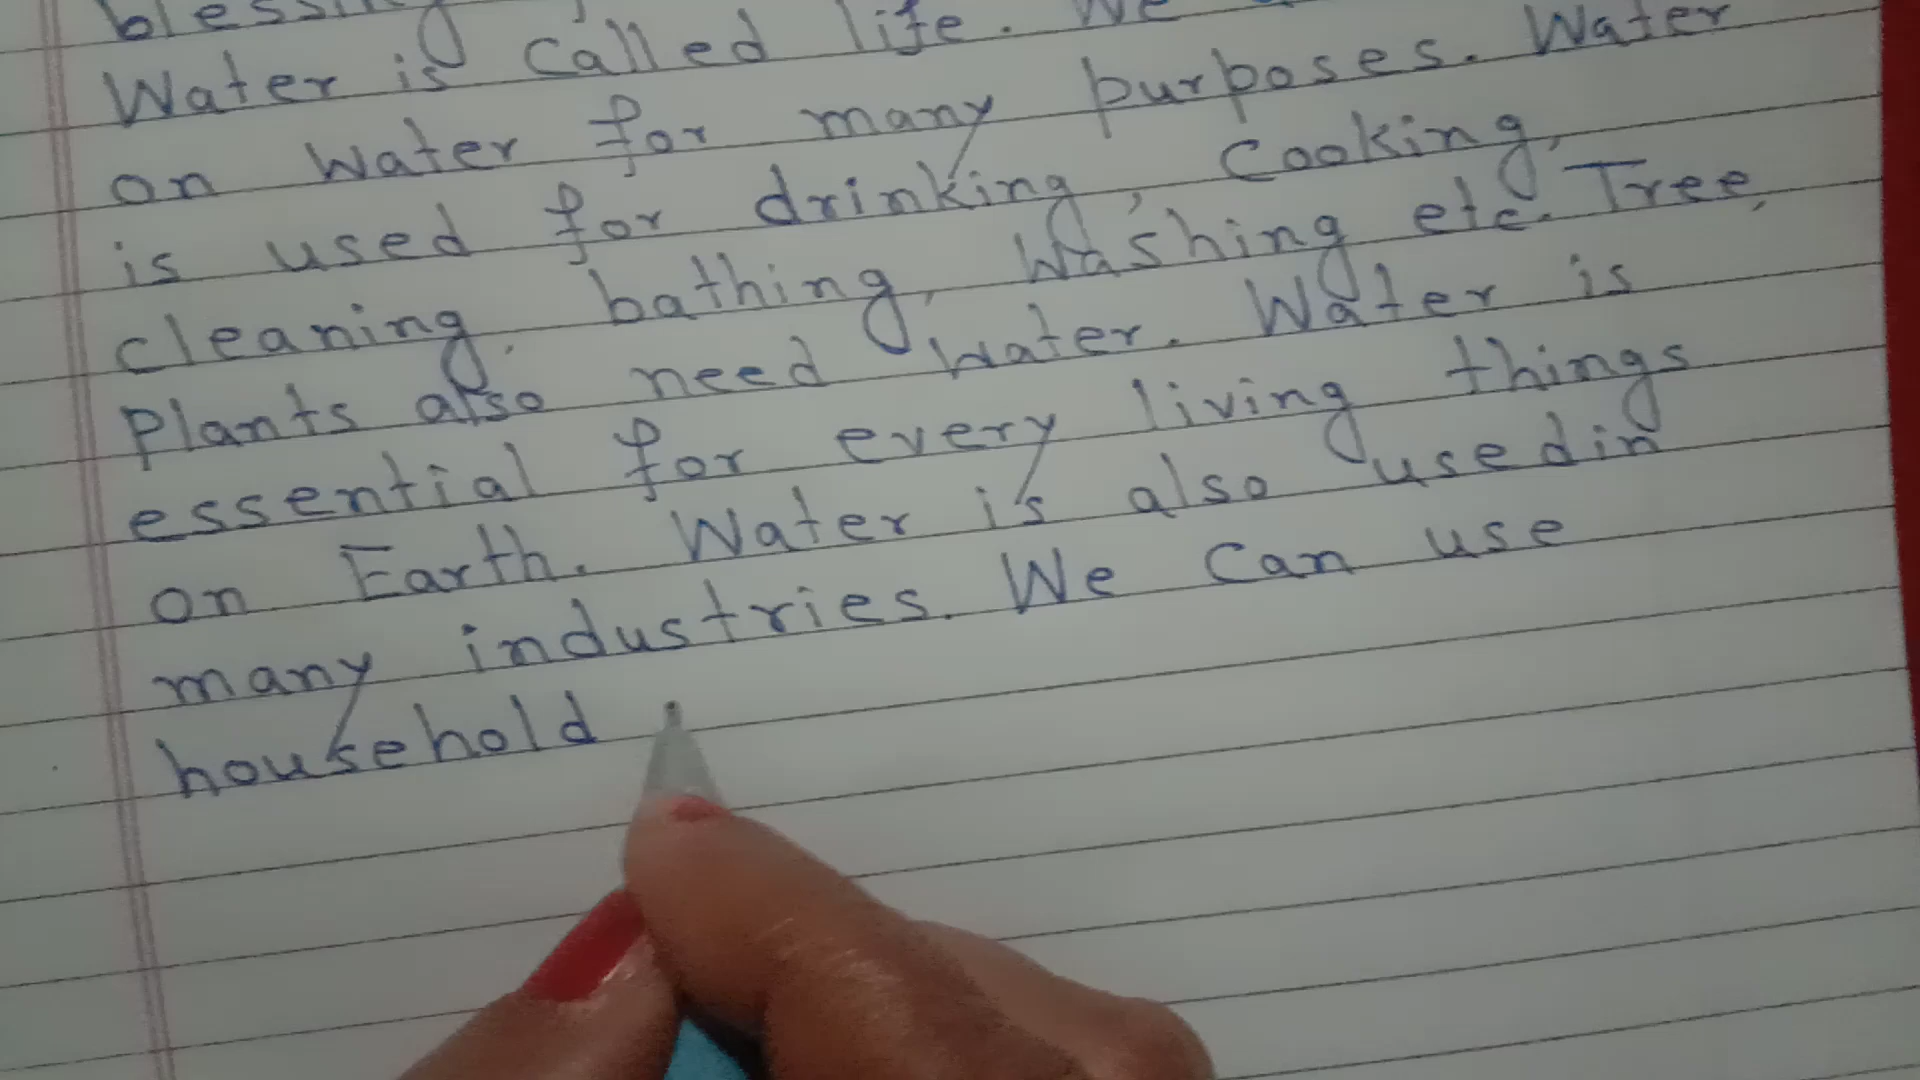 blessing
Water is called life. We
on water for many purposes. Water
is used for drinking, cooking,
cleaning, bathing, washing etc. Tree,
Plants also need water. Water is
essential for every living things
on Earth. Water is also used in
many industries. We can use
household